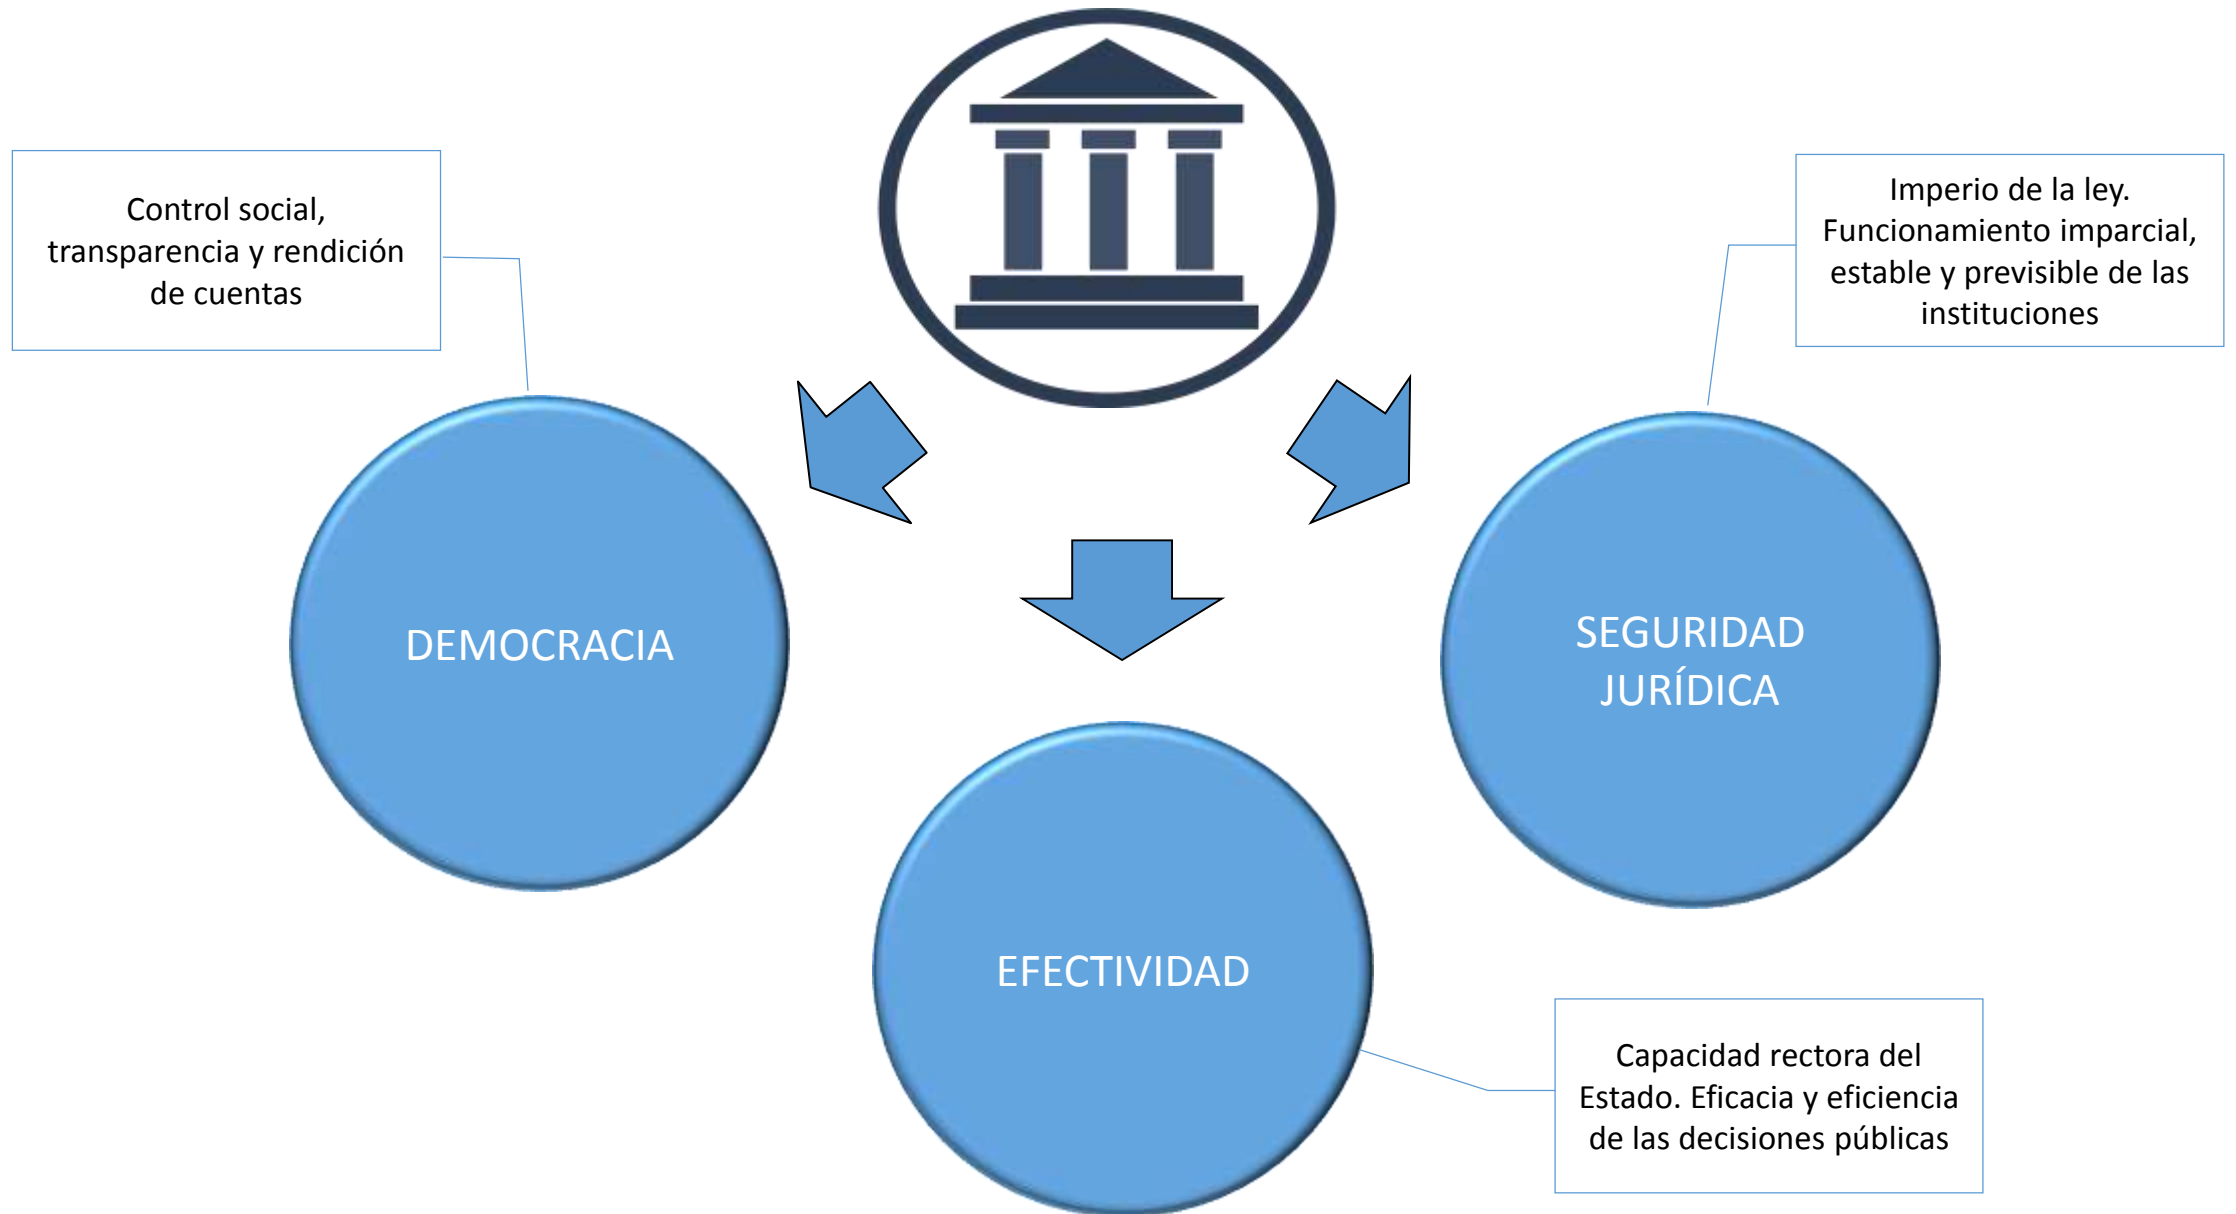 Control social,
transparencia y rendición
de cuentas
Imperio de la ley.
Funcionamiento imparcial,
estable y previsible de las
instituciones
DEMOCRACIA
SEGURIDAD
JURÍDICA
EFECTIVIDAD
Capacidad rectora del
Estado. Eficacia y eficiencia
de las decisiones públicas